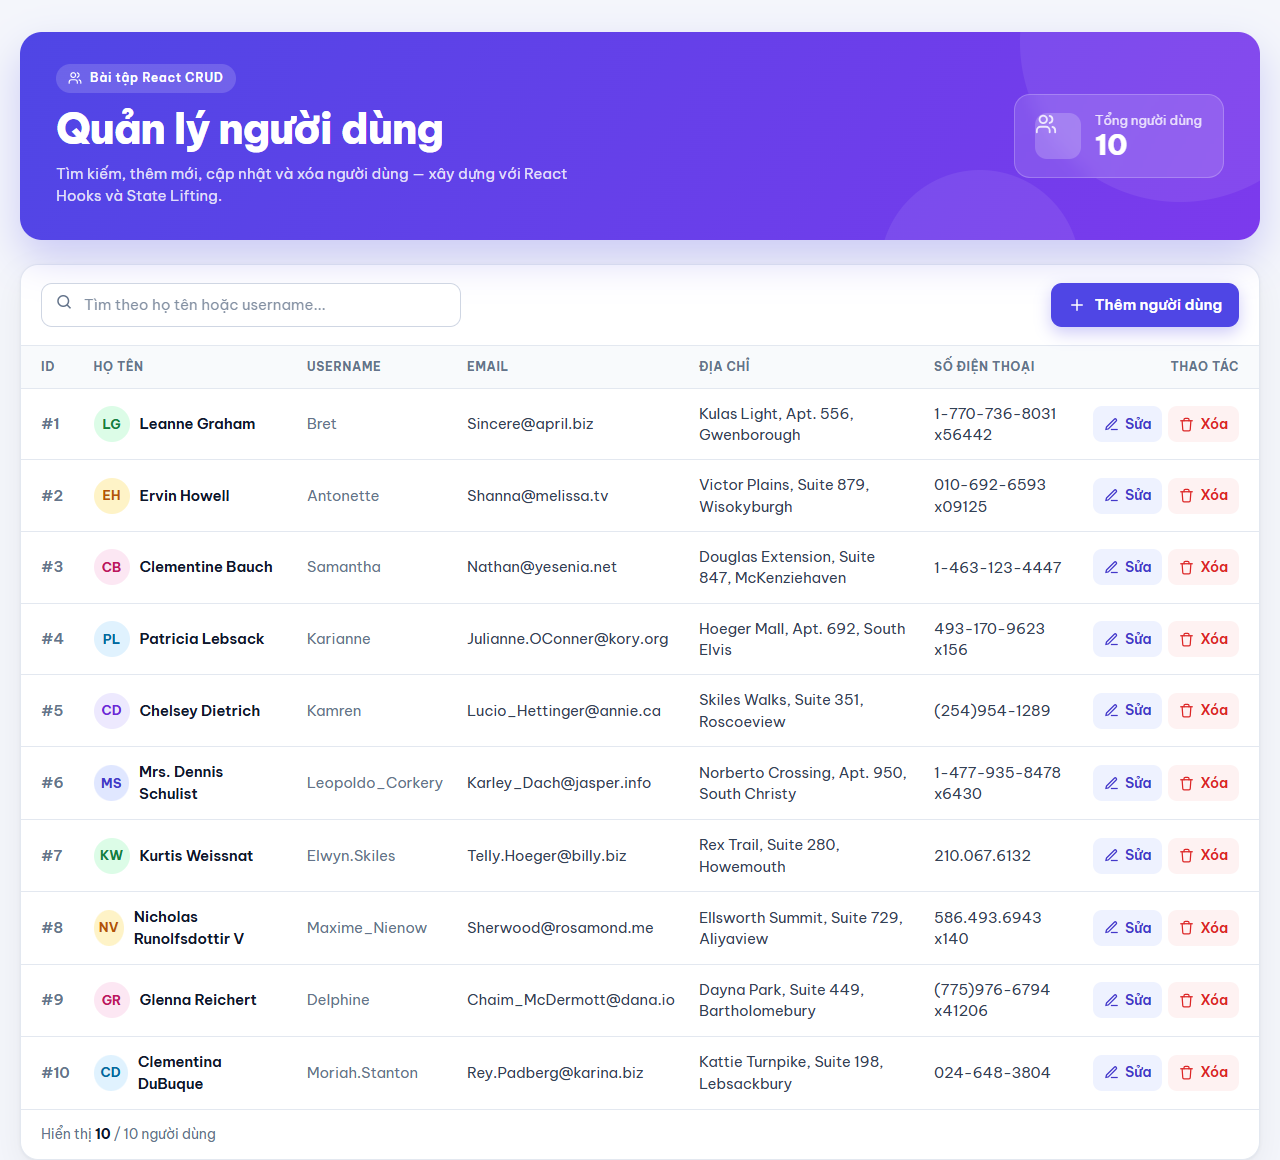 Bài tập React CRUD
Quản lý người dùng
Tìm kiếm, thêm mới, cập nhật và xóa người dùng — xây dựng với React
Hooks và State Lifting.
Tổng người dùng
10
Tìm theo họ tên hoặc username...
Thêm người dùng
ID HỌ TÊN USERNAME EMAIL ĐỊA CHỈ SỐ ĐIỆN THOẠI THAO TÁC
#1 LG Leanne Graham Bret Sincere@april.biz Kulas Light, Apt. 556, 1-770-736-8031 Sửa Xóa
Gwenborough x56442
#2 EH Ervin Howell Antonette Shanna@melissa.tv Victor Plains, Suite 879, 010-692-6593 Sửa Xóa
Wisokyburgh x09125
#3 CB Clementine Bauch Samantha Nathan@yesenia.net Douglas Extension, Suite 1-463-123-4447 Sửa Xóa
847, McKenziehaven
#4 PL Patricia Lebsack Karianne Julianne.OConner@kory.org Hoeger Mall, Apt. 692, South 493-170-9623 Sửa Xóa
Elvis x156
#5 CD Chelsey Dietrich Kamren Lucio_Hettinger@annie.ca Skiles Walks, Suite 351, (254)954-1289 Sửa Xóa
Roscoeview
#6 MS Mrs. Dennis Leopoldo_Corkery Karley_Dach@jasper.info Norberto Crossing, Apt. 950, 1-477-935-8478 Sửa Xóa
Schulist South Christy x6430
#7 KW Kurtis Weissnat Elwyn.Skiles Telly.Hoeger@billy.biz Rex Trail, Suite 280, 210.067.6132 Sửa Xóa
Howemouth
#8 NV Nicholas Maxime_Nienow Sherwood@rosamond.me Ellsworth Summit, Suite 729, 586.493.6943 Sửa Xóa
Runolfsdottir V Aliyaview x140
#9 GR Glenna Reichert Delphine Chaim_McDermott@dana.io Dayna Park, Suite 449, (775)976-6794 Sửa Xóa
Bartholomebury x41206
#10 CD Clementina Moriah.Stanton Rey.Padberg@karina.biz Kattie Turnpike, Suite 198, 024-648-3804 Sửa Xóa
DuBuque Lebsackbury
Hiển thị 10 / 10 người dùng